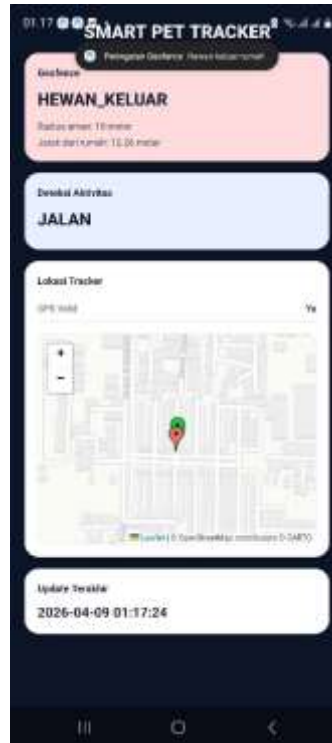 01.17
SMART PET TRACKER
Peringatan Geofence Hewan keluar rumah!
Geofence
HEWAN_KELUAR
Radius aman: 10 meter
Jarak dari rumah: 12.26 meter
Deteksi Aktivitas
JALAN
Lokasi Tracker
GPS Valid
Ya
+
−
Leaflet | © OpenStreetMap contributors © CARTO
Update Terakhir
2026-04-09 01:17:24